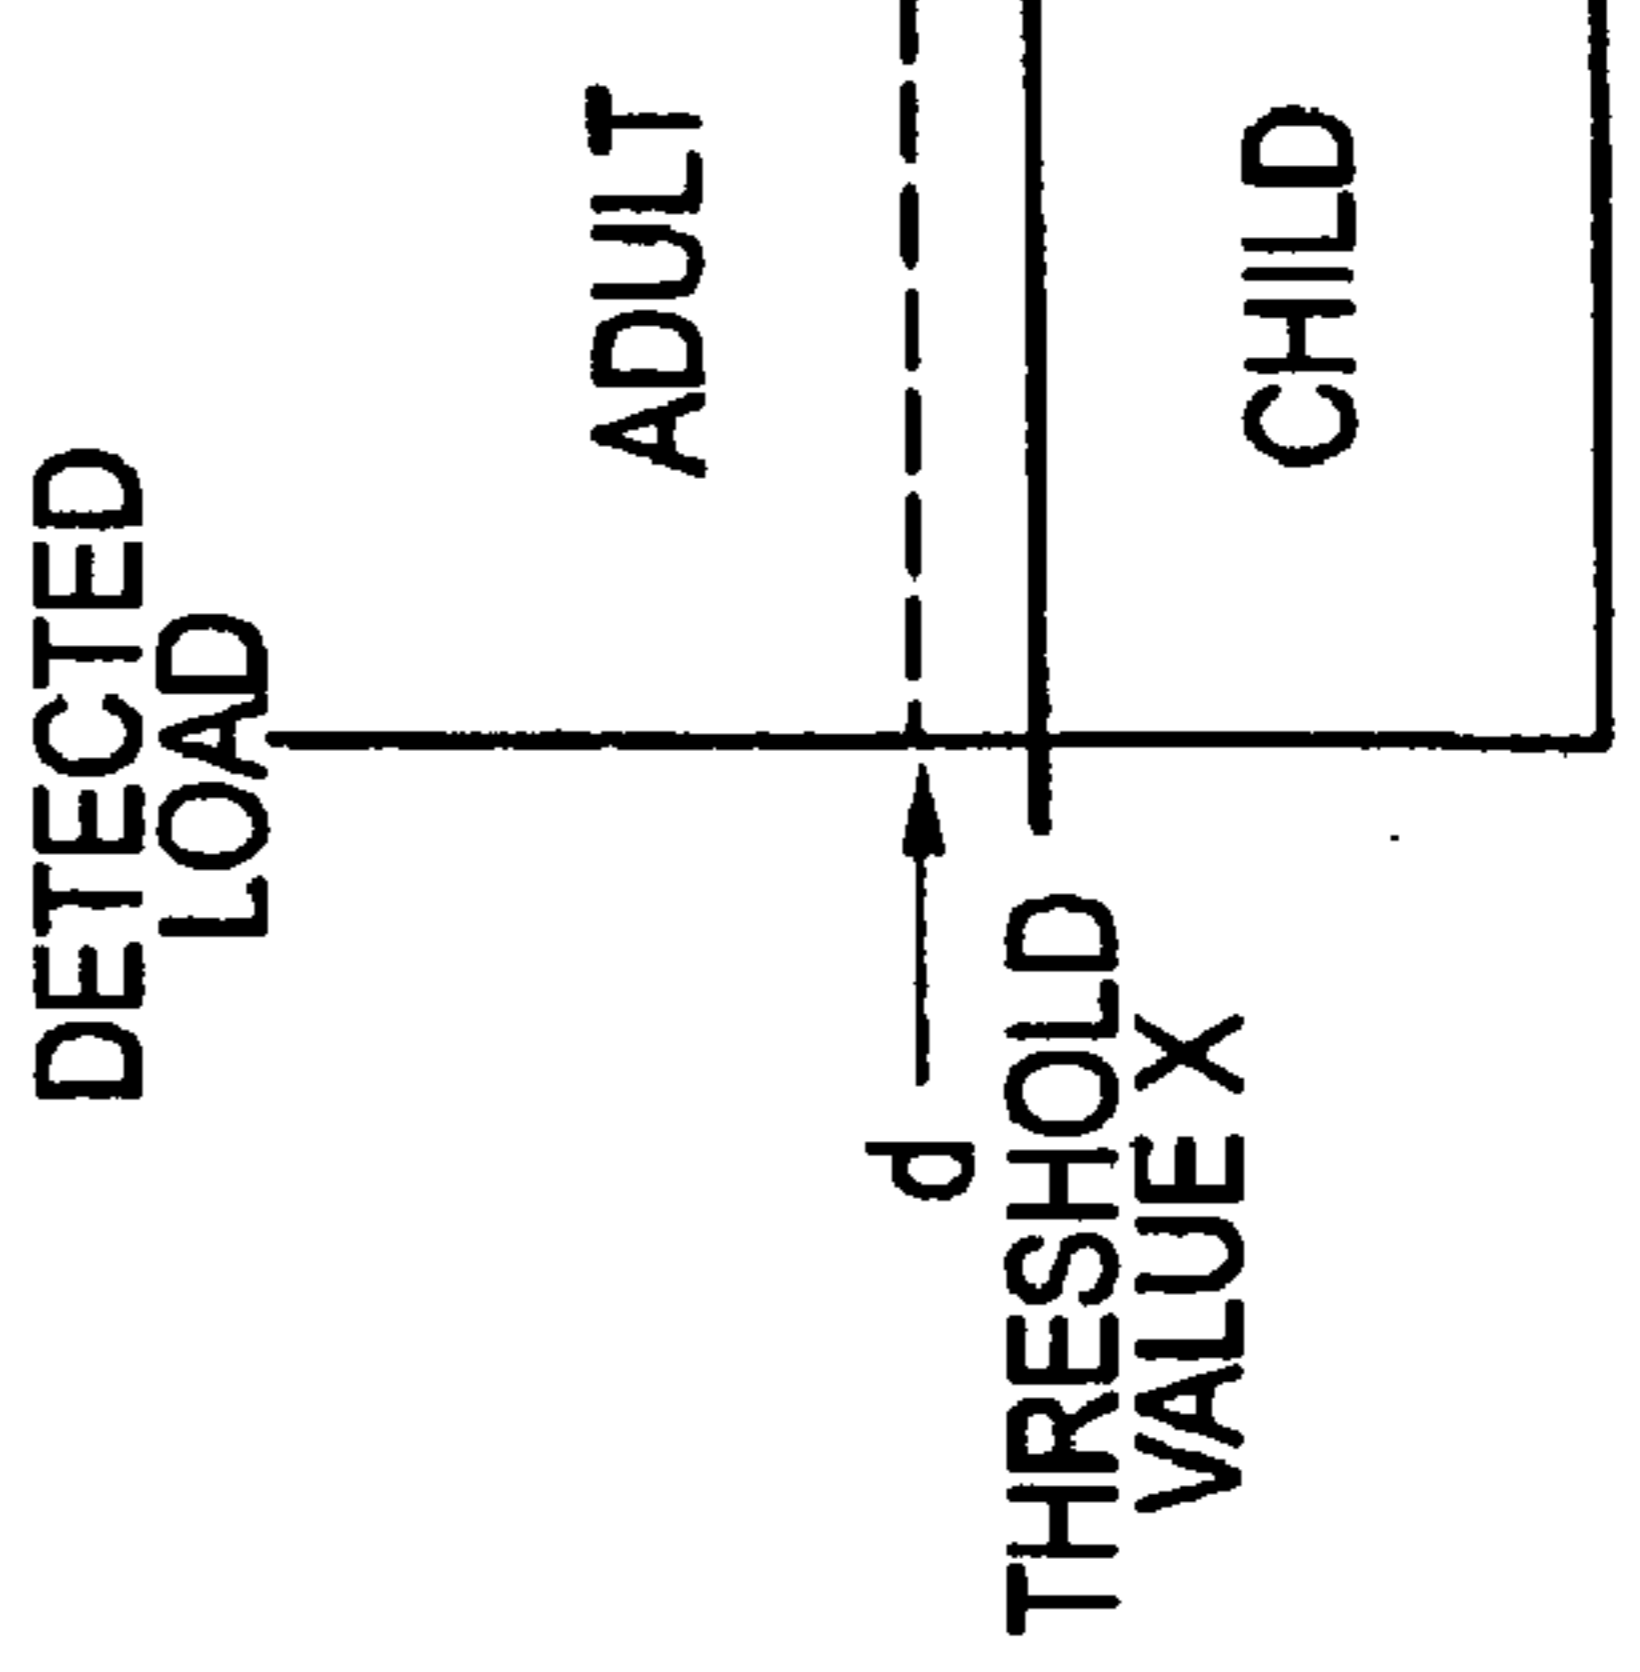 DETECTED
LOAD
ADULT
d
THRESHOLD
VALUE X
CHILD